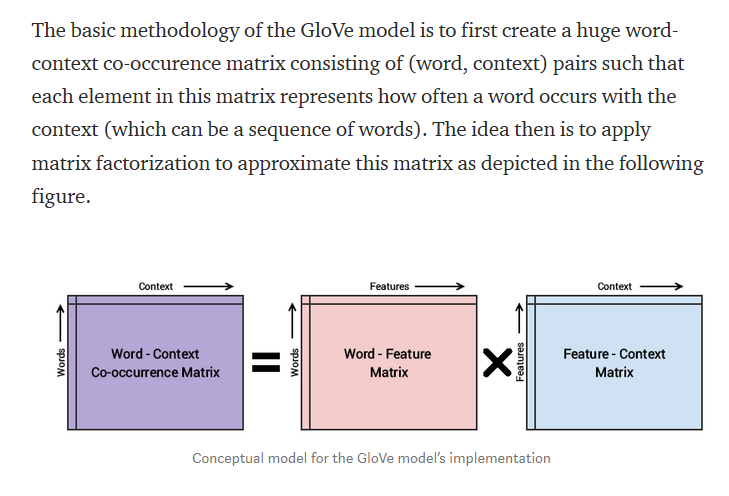 The basic methodology of the GloVe model is to first create a huge word-
context co-occurence matrix consisting of (word, context) pairs such that
each element in this matrix represents how often a word occurs with the
context (which can be a sequence of words). The idea then is to apply
matrix factorization to approximate this matrix as depicted in the following
figure.
Context
Words
Word - Context
Co-occurrence Matrix
=
Features
Words
Word - Feature
Matrix
×
Context
Features
Feature - Context
Matrix
Conceptual model for the GloVe model's implementation